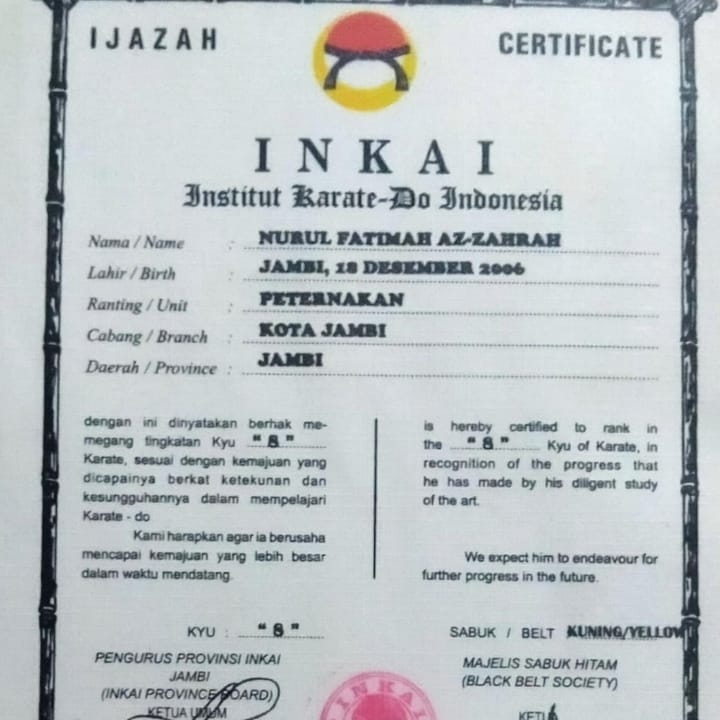 IJAZAH CERTIFICATE
INKAI
Institut Karate-Do Indonesia
Nama / Name : NURUL FATIMAH AZ-ZAHRAH
Lahir / Birth : JAMBI, 18 DESEMBER 2006
Ranting / Unit : PETERNAKAN
Cabang / Branch : KOTA JAMBI
Daerah / Province : JAMBI
dengan ini dinyatakan berhak me-
megang tingkatan Kyu "8"
Karate, sesuai dengan kemajuan yang
dicapainya berkat ketekunan dan
kesungguhannya dalam mempelajari
Karate - do
Kami harapkan agar ia berusaha
mencapai kemajuan yang lebih besar
dalam waktu mendatang.
is hereby certified to rank in
the "8" Kyu of Karate, in
recognition of the progress that
he has made by his diligent study
of the art.
We expect him to endeavour for
further progress in the future.
KYU : "8"
SABUK / BELT KUNING/YELLOW
PENGURUS PROVINSI INKAI
JAMBI
(INKAI PROVINCE BOARD)
KETUA UMUM
MAJELIS SABUK HITAM
(BLACK BELT SOCIETY)
INKAI